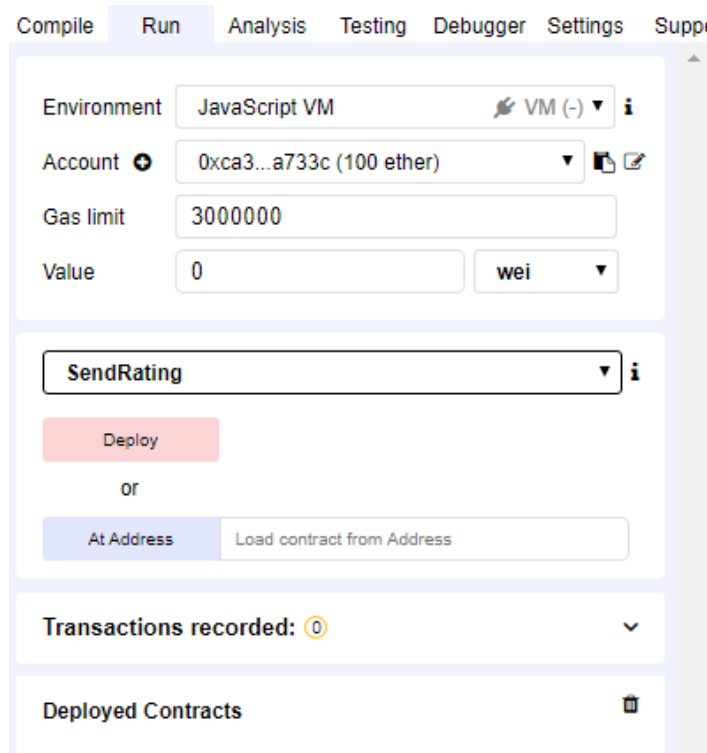 Compile Run Analysis Testing Debugger Settings Suppo
Environment JavaScript VM VM (-)
Account 0xca3...a733c (100 ether)
Gas limit 3000000
Value 0 wei
SendRating
Deploy
or
At Address Load contract from Address
Transactions recorded: 0
Deployed Contracts